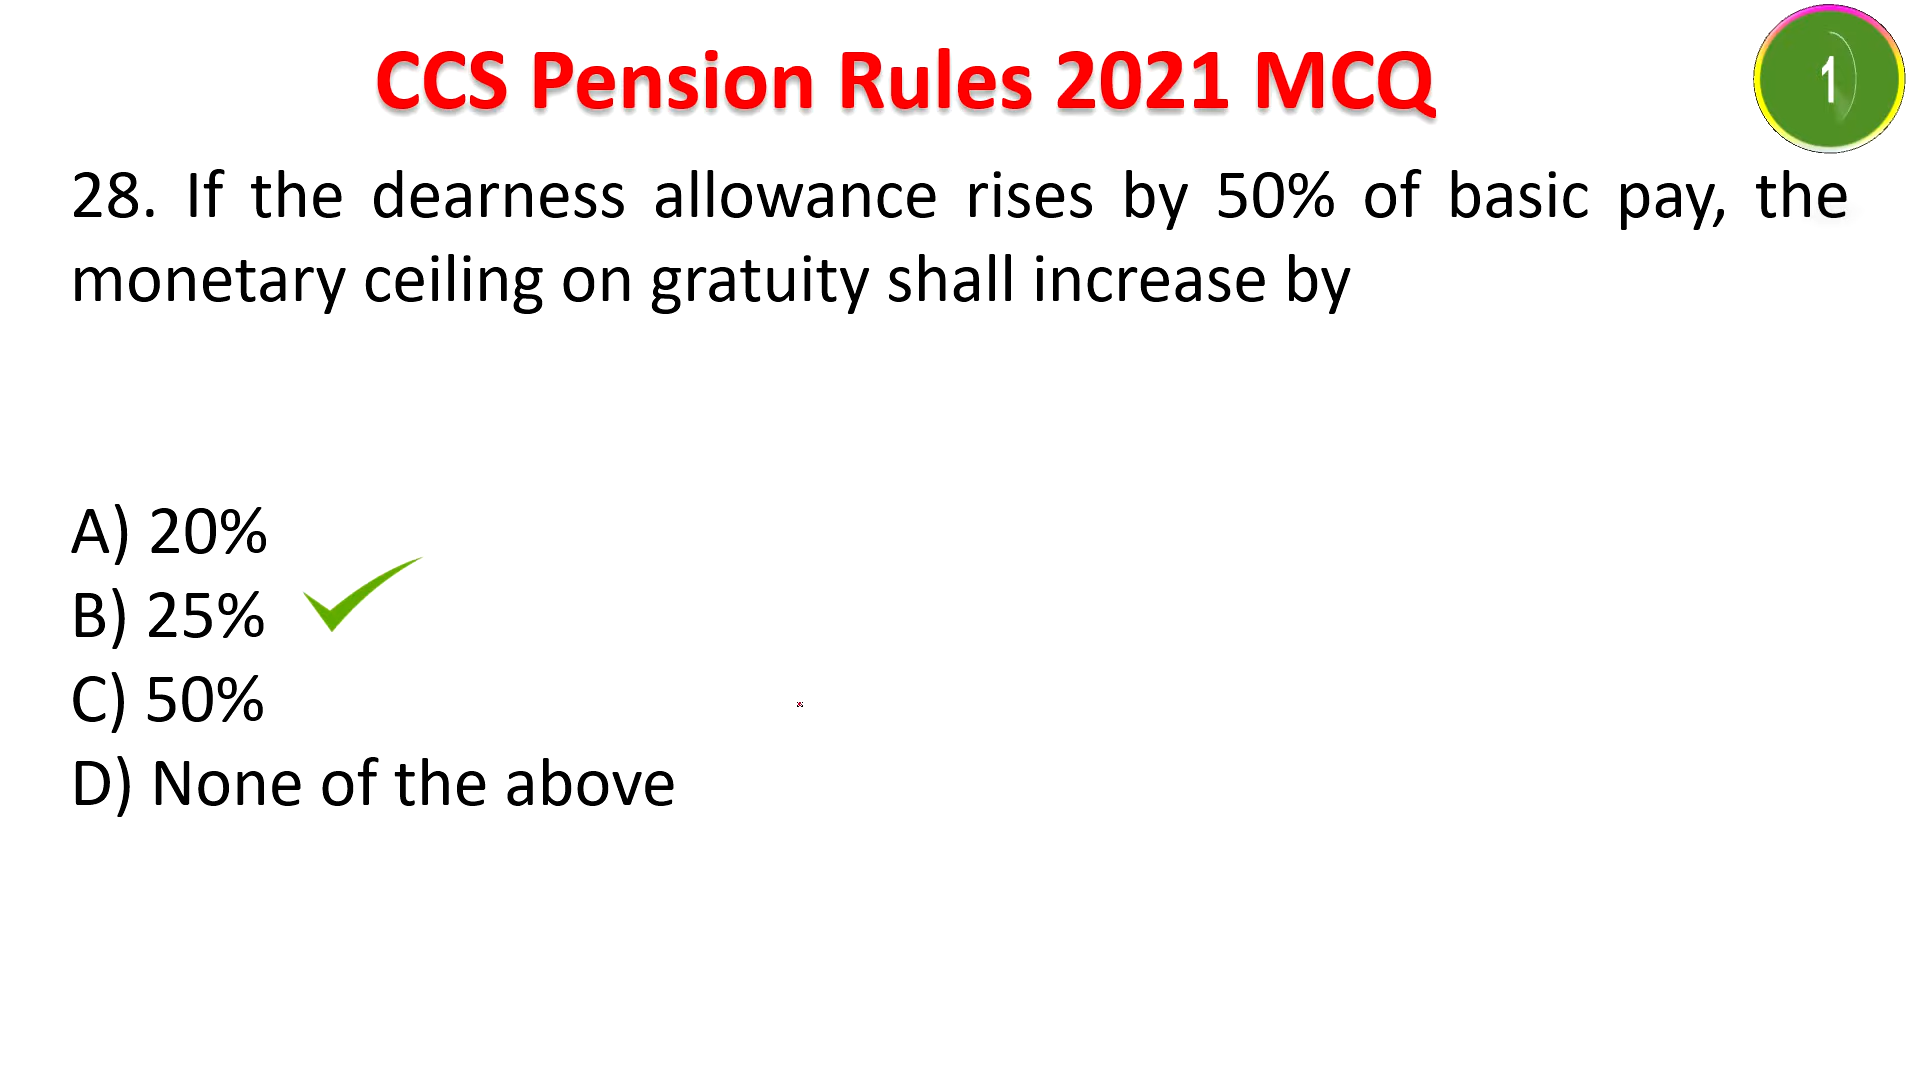 CCS Pension Rules 2021 MCQ
1
28. If the dearness allowance rises by 50% of basic pay, the
monetary ceiling on gratuity shall increase by
A) 20%
B) 25%
C) 50%
D) None of the above